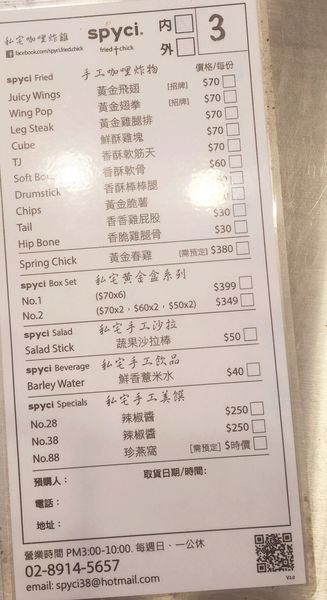 私宅咖哩炸雞 spyci. 內
facebook.com/spyci.fried.chick fried chick 外 3
spyci Fried 手工咖哩炸物 價格/每份
Juicy Wings 黃金飛翅 [招牌] $70
Wing Pop 黃金翅拳 [招牌] $70
Leg Steak 黃金雞腿排 $70
Cube 鮮酥雞塊 $70
TJ 香酥軟筋天 $70
Soft Bone 香酥軟骨 $60
Drumstick 香酥棒棒腿
Chips 黃金脆薯
Tail 香香雞屁股 $30
Hip Bone 香脆雞腿骨 $30
Spring Chick 黃金春雞 [需預定] $380
spyci Box Set 私宅黃金盒系列
No.1 ($70x6) $399
No.2 ($70x2，$60x2，$50x2) $349
spyci Salad 私宅手工沙拉
Salad Stick 蔬果沙拉棒 $50
spyci Beverage 私宅手工飲品
Barley Water 鮮香薏米水 $40
spyci Specials 私宅手工美饌
No.28 辣椒醬 $250
No.38 辣椒醬 $250
No.88 珍燕窩 [需預定] $時價
預購人： 取貨日期/時間：
電話：
地址：
營業時間 PM3:00-10:00. 每週日、一公休
02-8914-5657
email: spyci38@hotmail.com V2.0